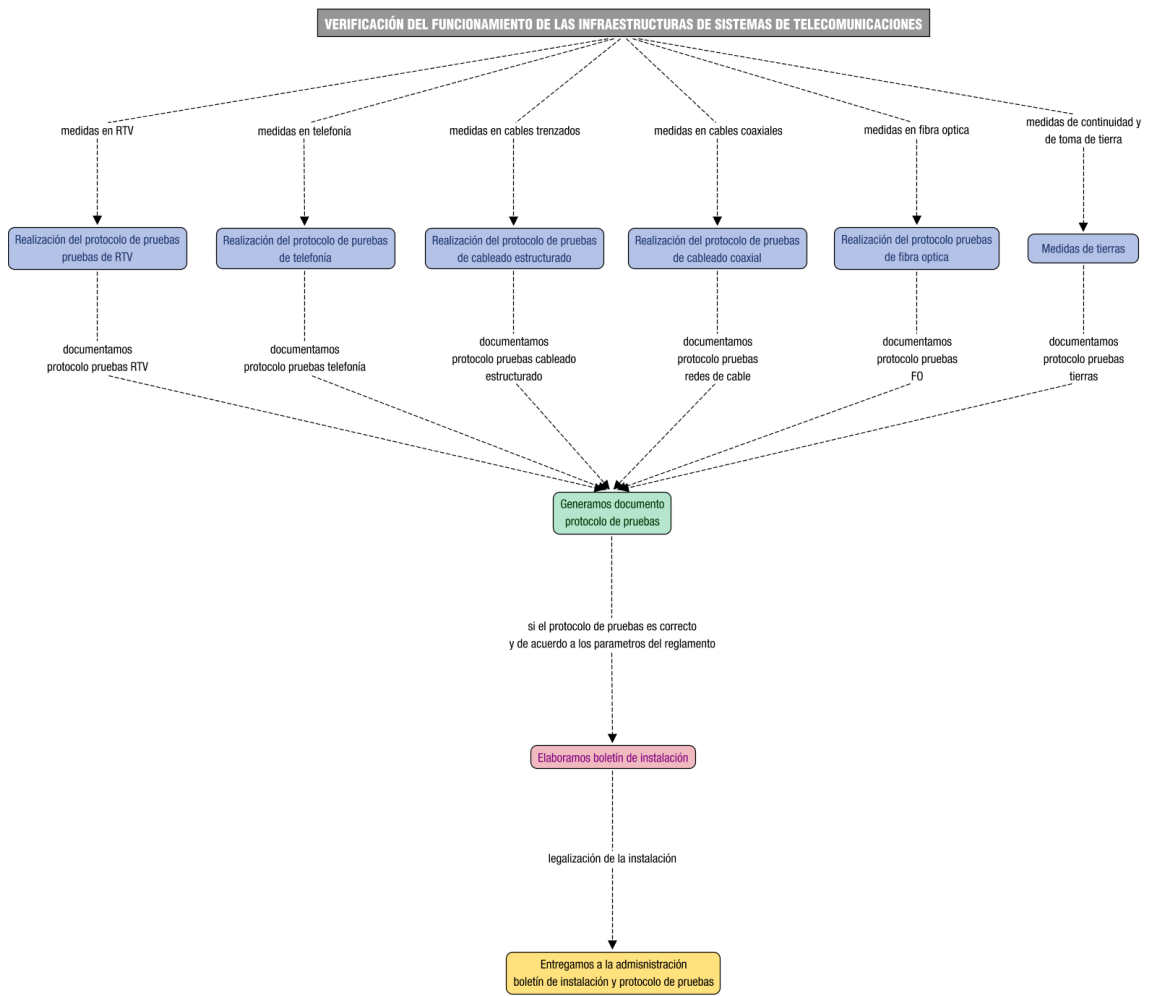 VERIFICACIÓN DEL FUNCIONAMIENTO DE LAS INFRAESTRUCTURAS DE SISTEMAS DE TELECOMUNICACIONES
medidas en RTV
medidas en telefonía
medidas en cables trenzados
medidas en cables coaxiales
medidas en fibra optica
medidas de continuidad y
de toma de tierra
Realización del protocolo de pruebas
pruebas de RTV
Realización del protocolo de purebas
de telefonía
Realización del protocolo de pruebas
de cableado estructurado
Realización del protocolo de pruebas
de cableado coaxial
Realización del protocolo pruebas
de fibra optica
Medidas de tierras
documentamos
protocolo pruebas RTV
documentamos
protocolo pruebas telefonía
documentamos
protocolo pruebas cableado
estructurado
documentamos
protocolo pruebas
redes de cable
documentamos
protocolo pruebas
FO
documentamos
protocolo pruebas
tierras
Generamos documento
protocolo de pruebas
si el protocolo de pruebas es correcto
y de acuerdo a los parametros del reglamento
Elaboramos boletín de instalación
legalización de la instalación
Entregamos a la admisnistración
boletín de instalación y protocolo de pruebas